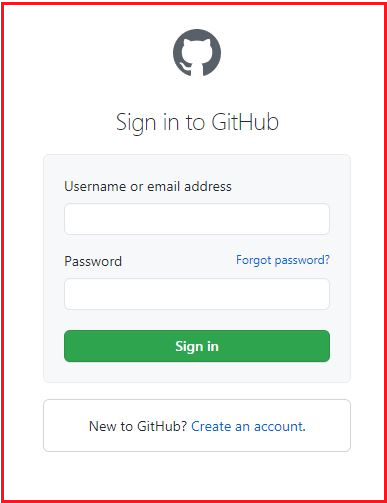 Sign in to GitHub
Username or email address
Password Forgot password?
Sign in
New to GitHub? Create an account.